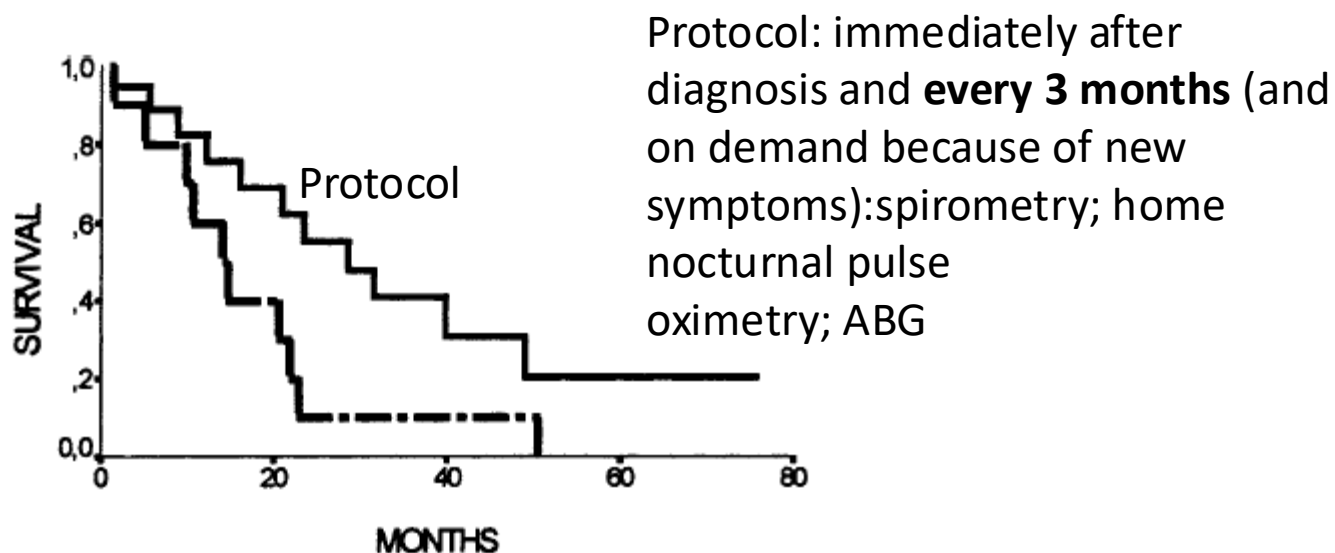 Protocol: immediately after
diagnosis and every 3 months (and
on demand because of new
symptoms):spirometry; home
nocturnal pulse
oximetry; ABG
1,0
,8
,6
,4
,2
0,0
SURVIVAL
Protocol
0 20 40 60 80
MONTHS